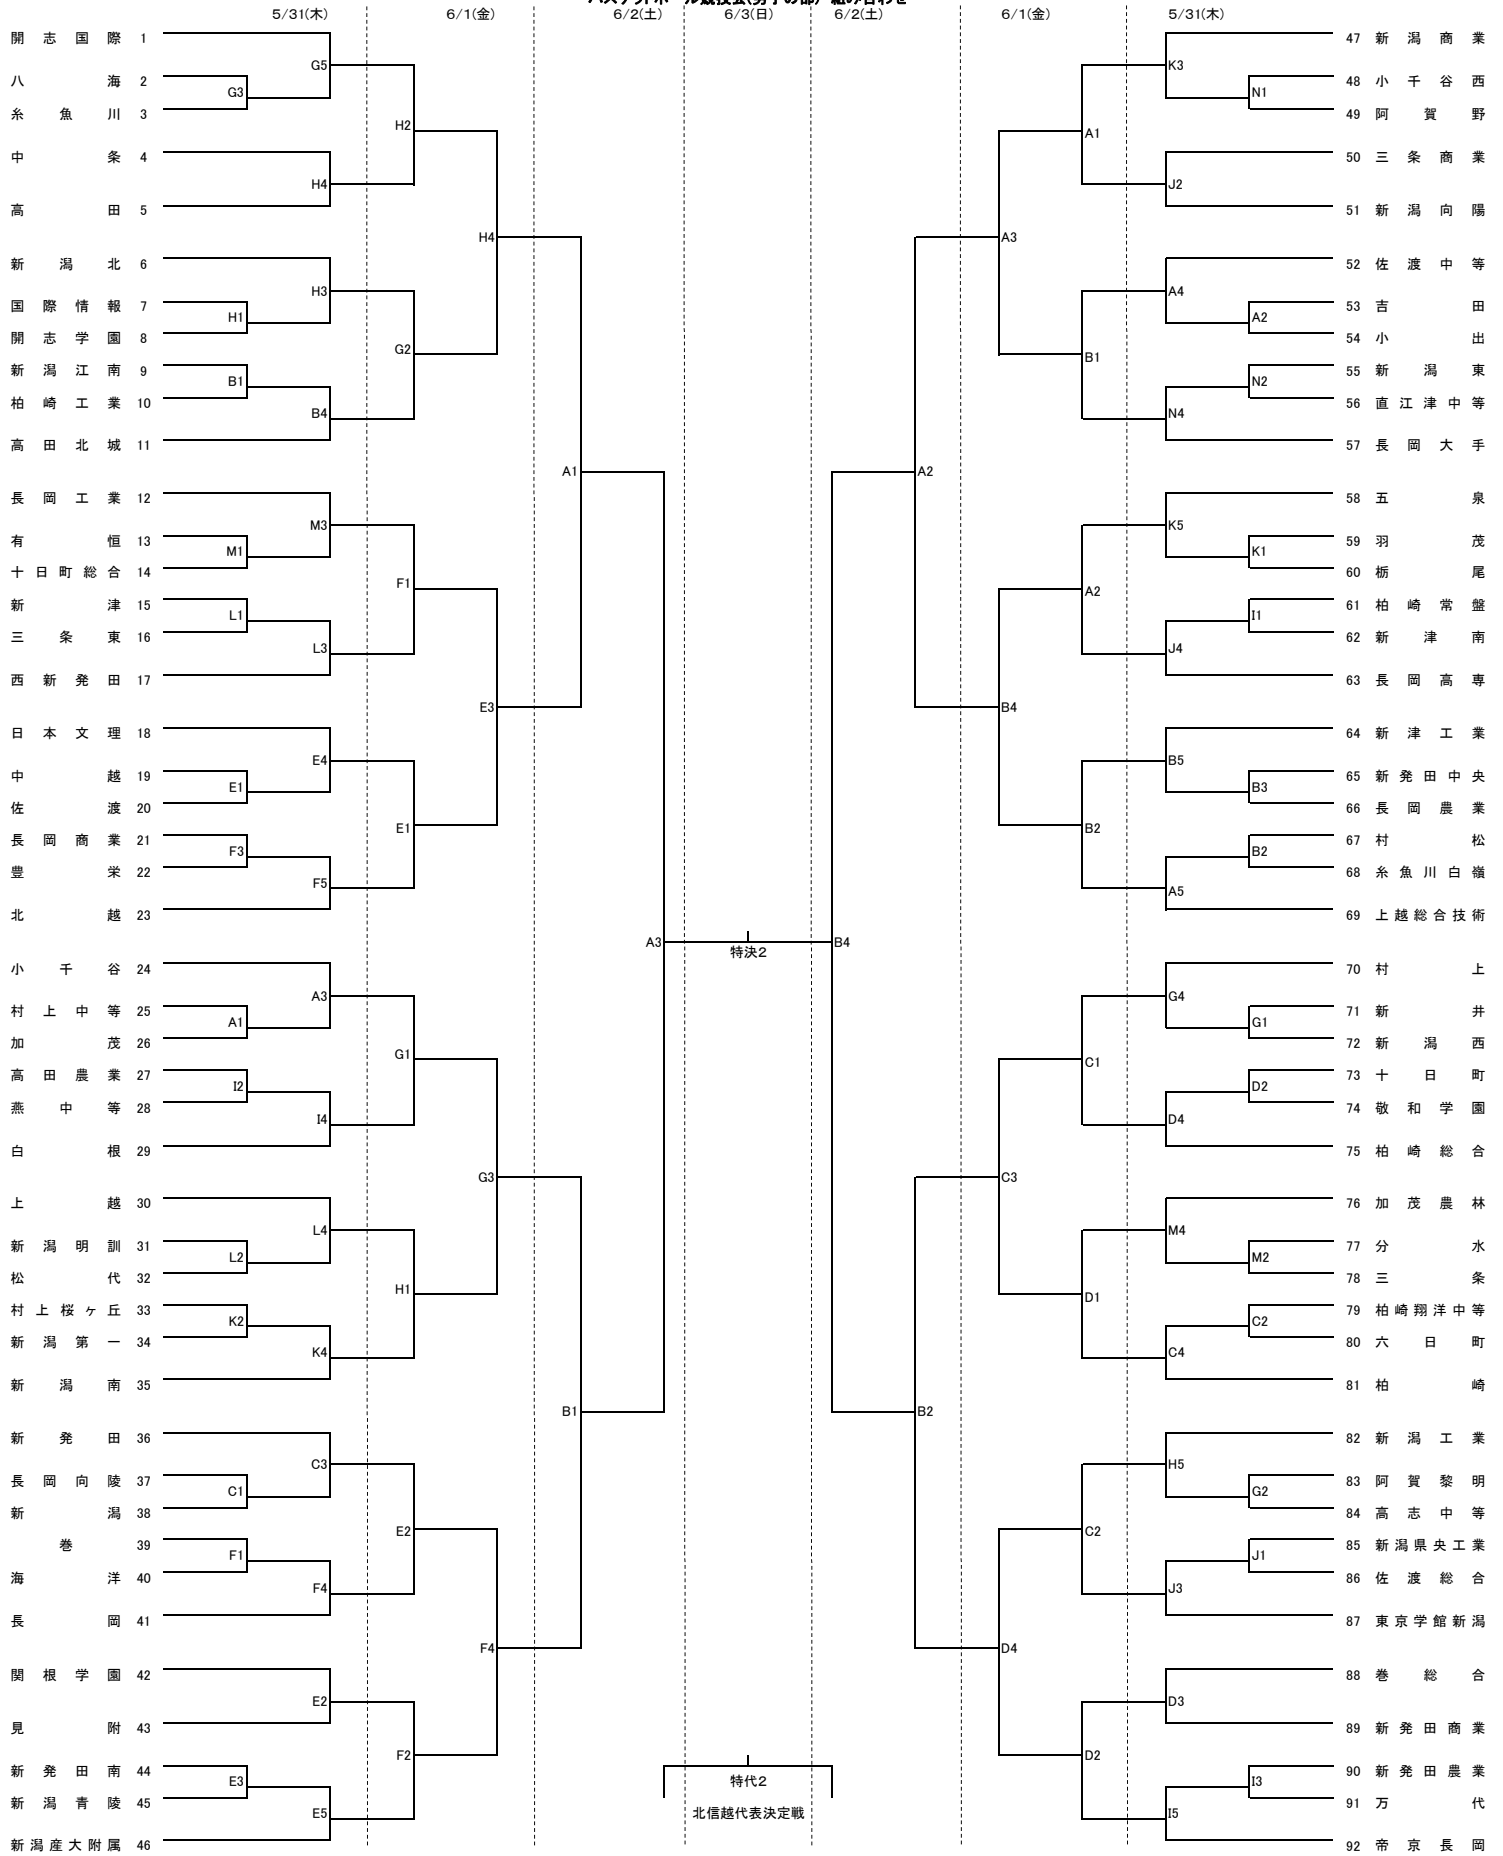 バスケットボール競技会(男子の部) 組み合わせ
5/31(木) 6/1(金) 6/2(土) 6/3(日) 6/2(土) 6/1(金) 5/31(木)
開志国際 1
八海 2
糸魚川 3
中条 4
高田 5
新潟北 6
国際情報 7
開志学園 8
新潟江南 9
柏崎工業 10
高田北城 11
長岡工業 12
有恒 13
十日町総合 14
新津 15
三条東 16
西新発田 17
日本文理 18
中越 19
佐渡 20
長岡商業 21
豊栄 22
北越 23
小千谷 24
村上中等 25
加茂 26
高田農業 27
燕中等 28
白根 29
上越 30
新潟明訓 31
松代 32
村上桜ヶ丘 33
新潟第一 34
新潟南 35
新発田 36
長岡向陵 37
新潟 38
巻 39
海洋 40
長岡 41
関根学園 42
見附 43
新発田南 44
新潟青陵 45
新潟産大附属 46
G3
H1
B1
M1
L1
E1
F3
A1
I2
L2
K2
C1
F1
E3
G5
H4
H3
B4
M3
L3
E4
F5
A3
I4
L4
K4
C3
F4
E2
E5
H2
G2
F1
E1
G1
H1
E2
F2
H4
E3
G3
F4
A1
B1
A3
特決2
特代2
北信越代表決定戦
B4
A2
B2
A3
B4
C3
D4
A1
B1
A2
B2
C1
D1
C2
D2
K3
J2
A4
N4
K5
J4
B5
A5
G4
D4
M4
C4
H5
J3
D3
I5
N1
A2
N2
K1
I1
B3
B2
G1
D2
M2
C2
G2
J1
I3
47 新潟商業
48 小千谷西
49 阿賀野
50 三条商業
51 新潟向陽
52 佐渡中等
53 吉田
54 小出
55 新潟東
56 直江津中等
57 長岡大手
58 五泉
59 羽茂
60 栃尾
61 柏崎常盤
62 新津南
63 長岡高専
64 新津工業
65 新発田中央
66 長岡農業
67 村松
68 糸魚川白嶺
69 上越総合技術
70 村上
71 新井
72 新潟西
73 十日町
74 敬和学園
75 柏崎総合
76 加茂農林
77 分水
78 三条
79 柏崎翔洋中等
80 六日町
81 柏崎
82 新潟工業
83 阿賀黎明
84 高志中等
85 新潟県央工業
86 佐渡総合
87 東京学館新潟
88 巻総合
89 新発田商業
90 新発田農業
91 万代
92 帝京長岡